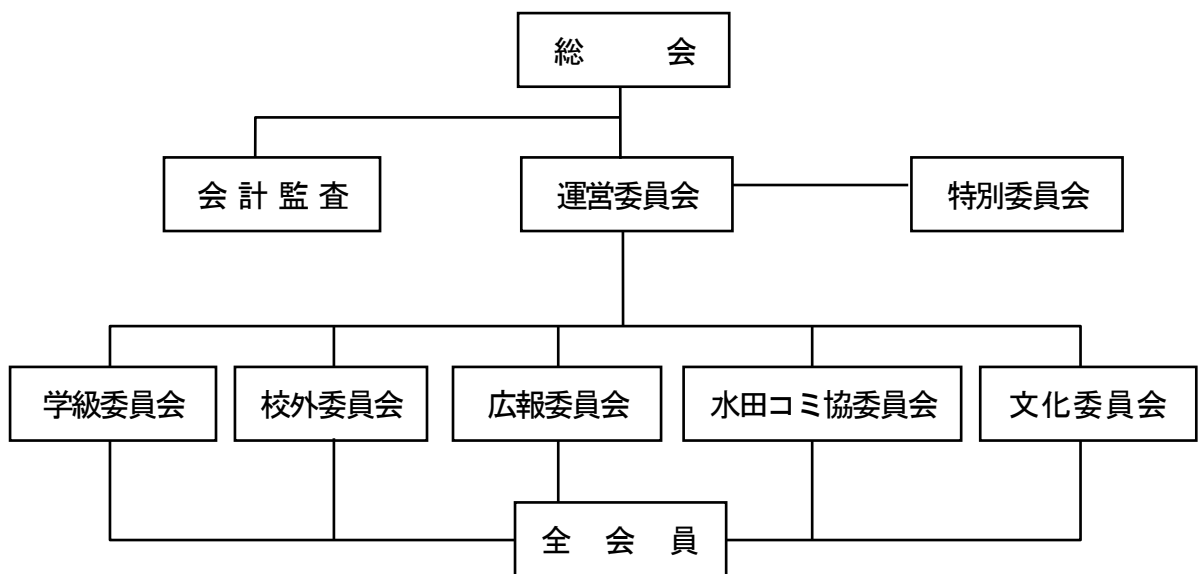 総 会
会計監査
運営委員会
特別委員会
学級委員会
校外委員会
広報委員会
水田コミ協委員会
文化委員会
全会員